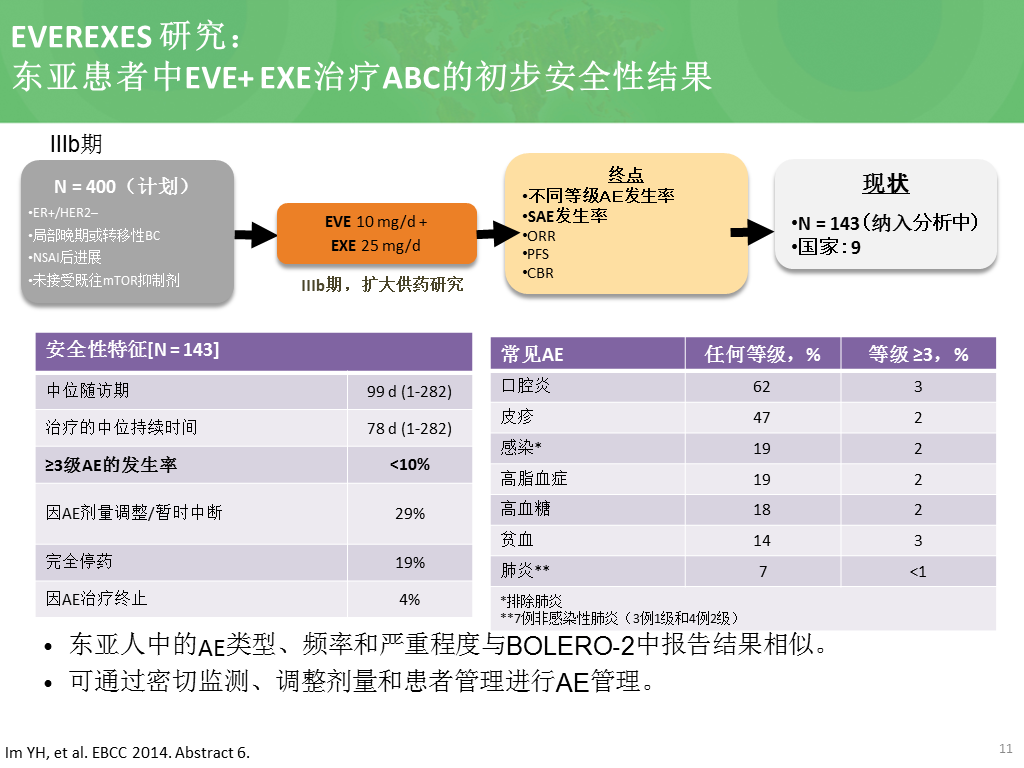 EVEREXES 研究：
东亚患者中EVE+ EXE治疗ABC的初步安全性结果
IIIb期
N = 400（计划）
•ER+/HER2–
•局部晚期或转移性BC
•NSAI后进展
•未接受既往mTOR抑制剂
EVE 10 mg/d +
EXE 25 mg/d
IIIb期，扩大供药研究
终点
•不同等级AE发生率
•SAE发生率
•ORR
•PFS
•CBR
现状
•N = 143（纳入分析中）
•国家：9
安全性特征[N = 143]
中位随访期 99 d (1-282)
治疗的中位持续时间 78 d (1-282)
≥3级AE的发生率 <10%
因AE剂量调整/暂时中断 29%
完全停药 19%
因AE治疗终止 4%
常见AE 任何等级，% 等级 ≥3，%
口腔炎 62 3
皮疹 47 2
感染* 19 2
高脂血症 19 2
高血糖 18 2
贫血 14 3
肺炎** 7 <1
*排除肺炎
**7例非感染性肺炎（3例1级和4例2级）
• 东亚人中的AE类型、频率和严重程度与BOLERO-2中报告结果相似。
• 可通过密切监测、调整剂量和患者管理进行AE管理。
Im YH, et al. EBCC 2014. Abstract 6.
11